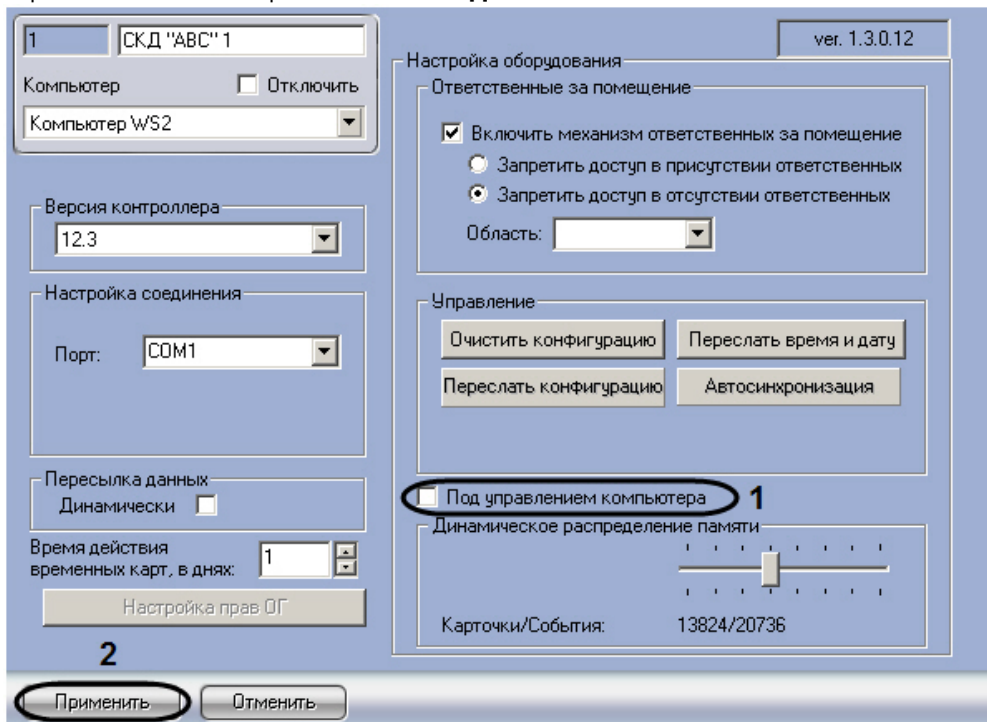 1
СКД "АВС" 1
ver. 1.3.0.12
Компьютер
Отключить
Компьютер WS2
Настройка оборудования
Ответственные за помещение
Включить механизм ответственных за помещение
Запретить доступ в присутствии ответственных
Запретить доступ в отсутствии ответственных
Область:
Версия контроллера
12.3
Настройка соединения
Порт:
COM1
Управление
Очистить конфигурацию
Переслать время и дату
Переслать конфигурацию
Автосинхронизация
Пересылка данных
Динамически
Под управлением компьютера
1
Время действия
временных карт, в днях:
1
Настройка прав ОГ
Динамическое распределение памяти
Карточки/События:
13824/20736
2
Применить
Отменить